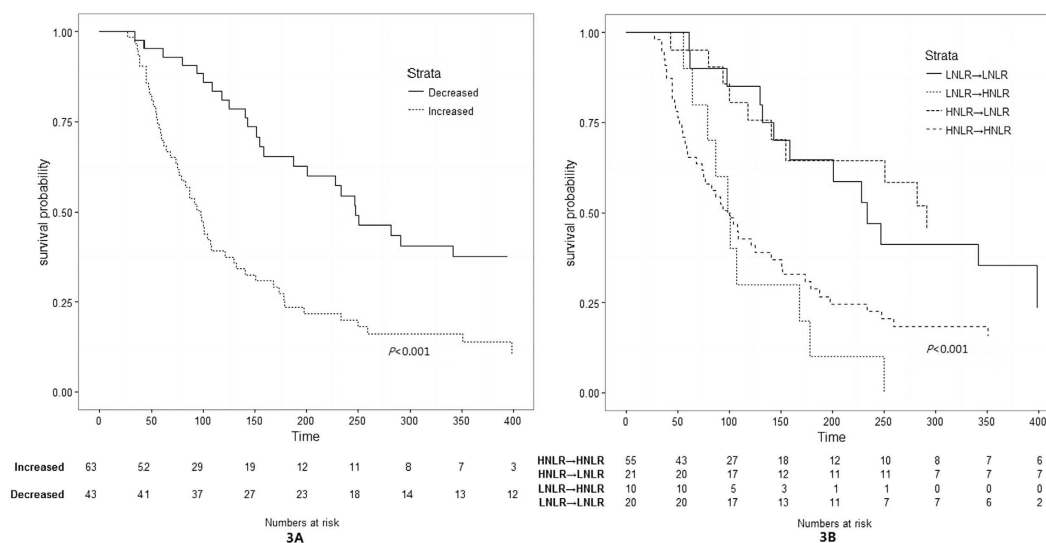 1.00
0.75
0.50
0.25
0.00
survival probability
Strata
Decreased
Increased
P<0.001
0 50 100 150 200 250 300 350 400
Time
Increased 63 52 29 19 12 11 8 7 3
Decreased 43 41 37 27 23 18 14 13 12
Numbers at risk
3A
1.00
0.75
0.50
0.25
0.00
survival probability
Strata
LNLR→LNLR
LNLR→HNLR
HNLR→LNLR
HNLR→HNLR
P<0.001
0 50 100 150 200 250 300 350 400
Time
HNLR→HNLR 55 43 27 18 12 10 8 7 6
HNLR→LNLR 21 20 17 12 11 11 7 7 7
LNLR→HNLR 10 10 5 3 1 1 0 0 0
LNLR→LNLR 20 20 17 13 11 7 7 6 2
Numbers at risk
3B